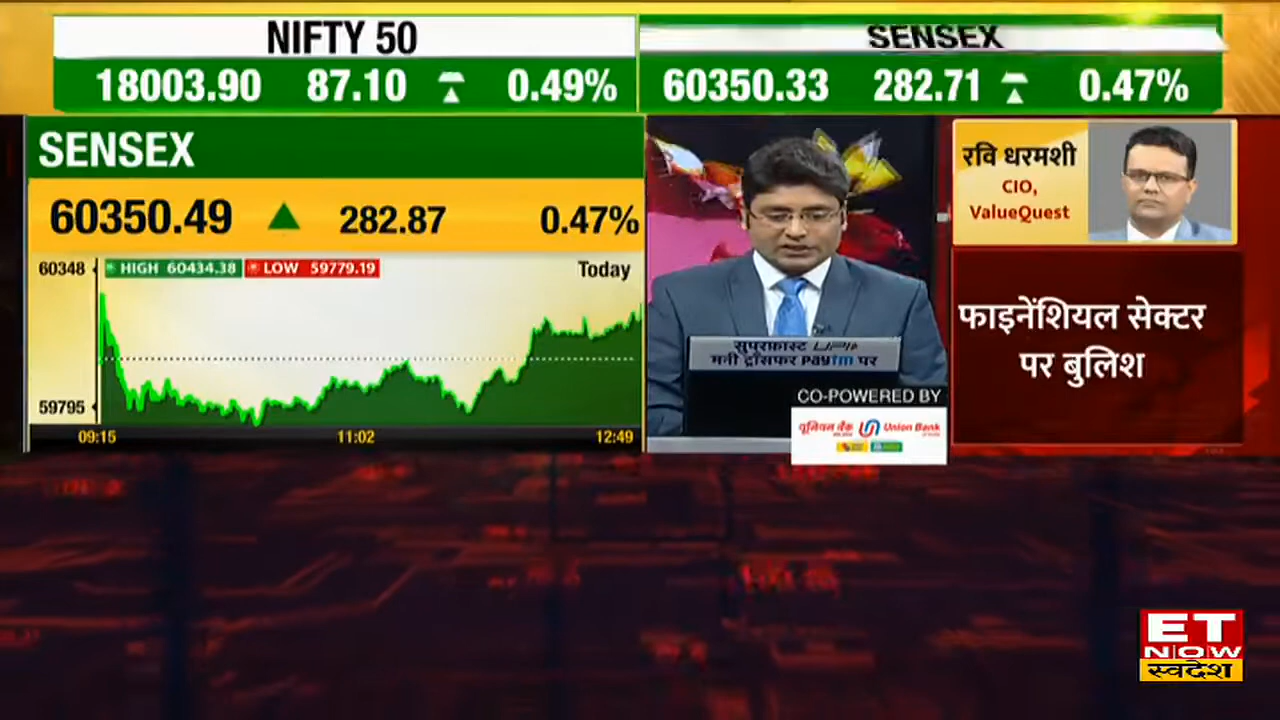 NIFTY 50
18003.90 87.10 0.49%
SENSEX
60350.33 282.71 0.47%
SENSEX
60350.49 282.87 0.47%
60348
HIGH 60434.38 LOW 59779.19
Today
59795
09:15 11:02 12:49
सुपरफ़ास्ट UPI
मनी ट्राँसफर Paytm पर
CO-POWERED BY
यूनियन बैंक Union Bank
रवि धरमशी
CIO,
ValueQuest
फाइनेंशियल सेक्टर
पर बुलिश
ET
NOW
स्वदेश